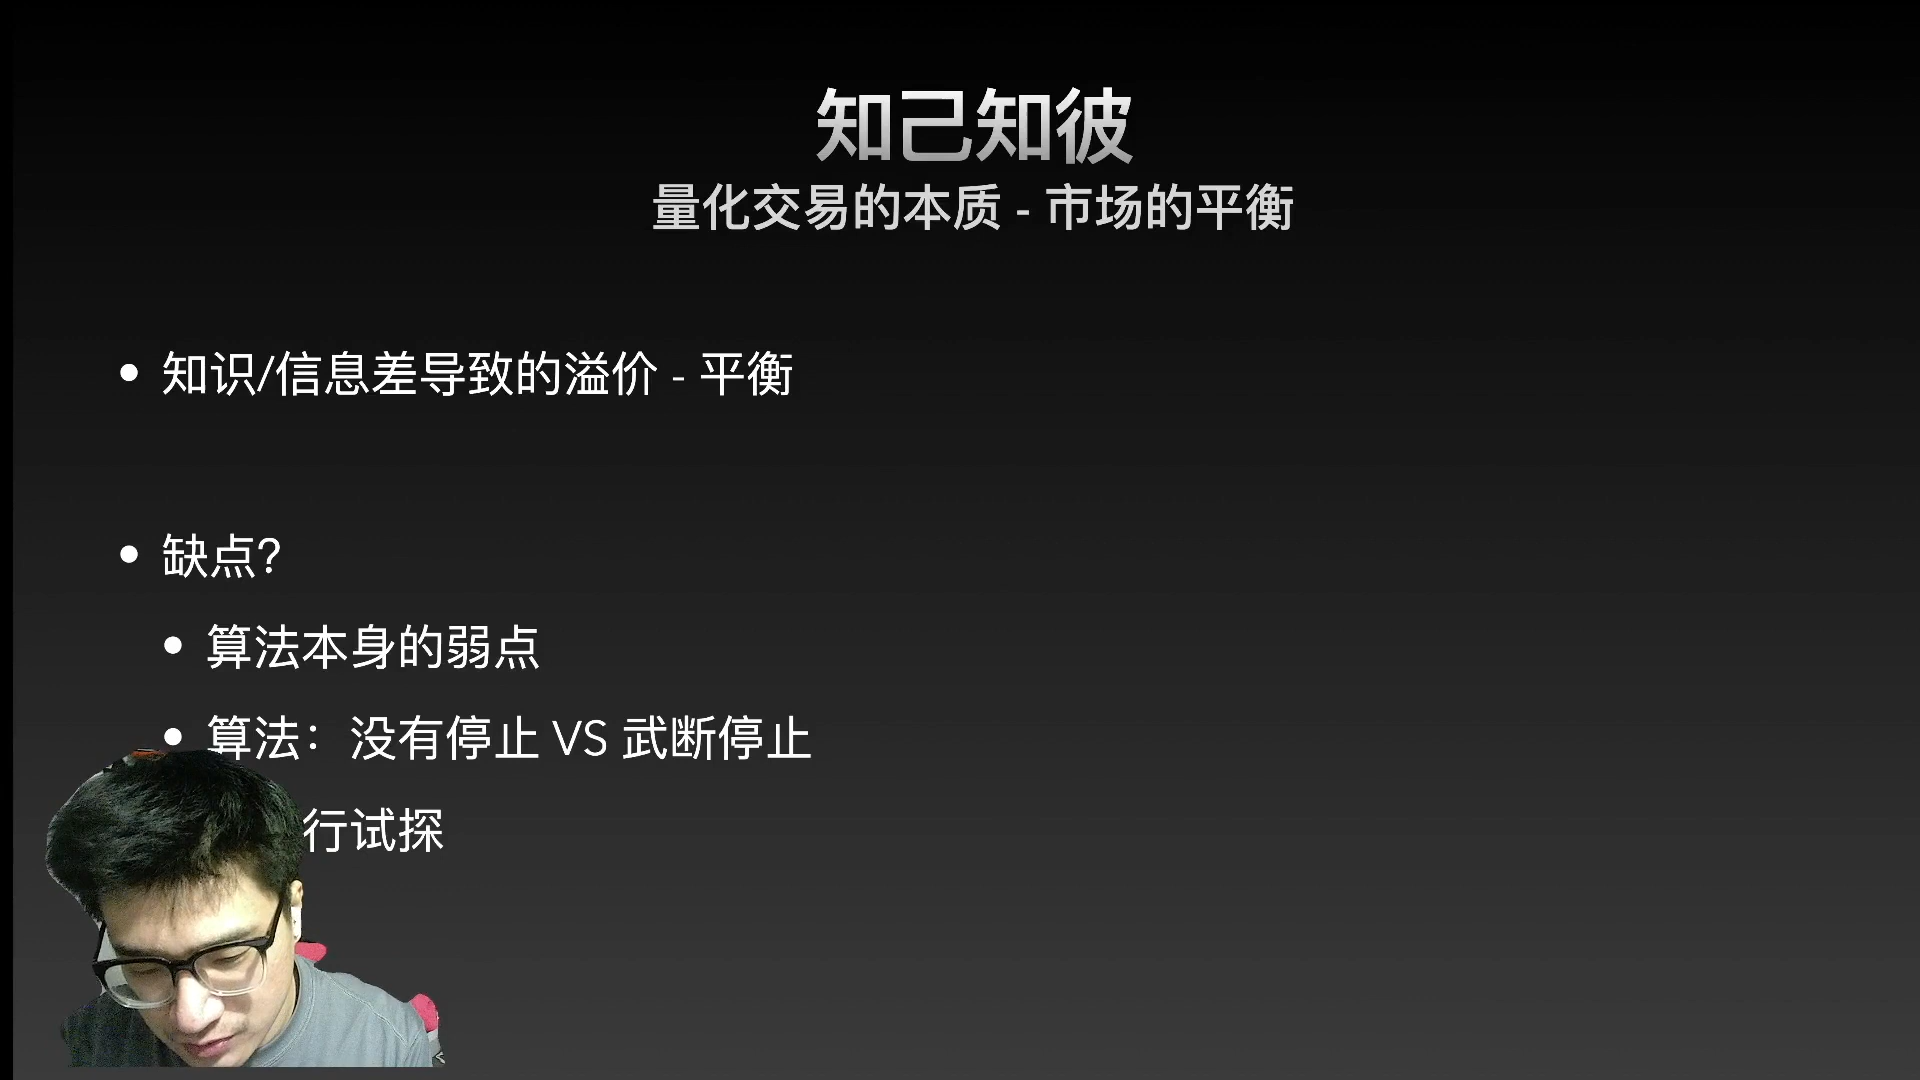 知己知彼
量化交易的本质 - 市场的平衡
知识/信息差导致的溢价 - 平衡
缺点?
算法本身的弱点
算法：没有停止 VS 武断停止
行试探